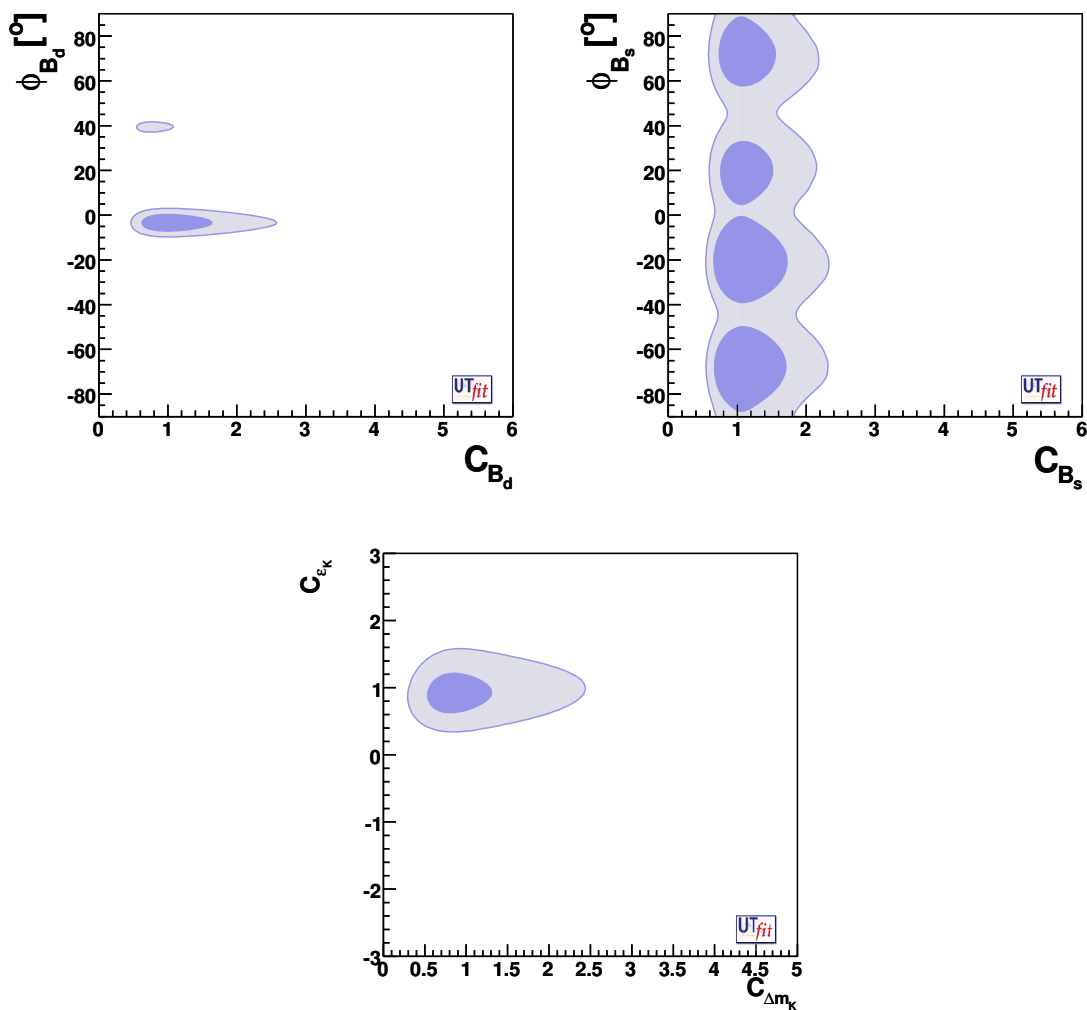 ϕ_{B_d} [°]
80
60
40
20
0
-20
-40
-60
-80
UTfit
0 1 2 3 4 5 6
C_{B_d}
ϕ_{B_s} [°]
80
60
40
20
0
-20
-40
-60
-80
UTfit
0 1 2 3 4 5 6
C_{B_s}
C_{ε_K}
3
2
1
0
-1
-2
-3
UTfit
0 0.5 1 1.5 2 2.5 3 3.5 4 4.5 5
C_{Δm_K}